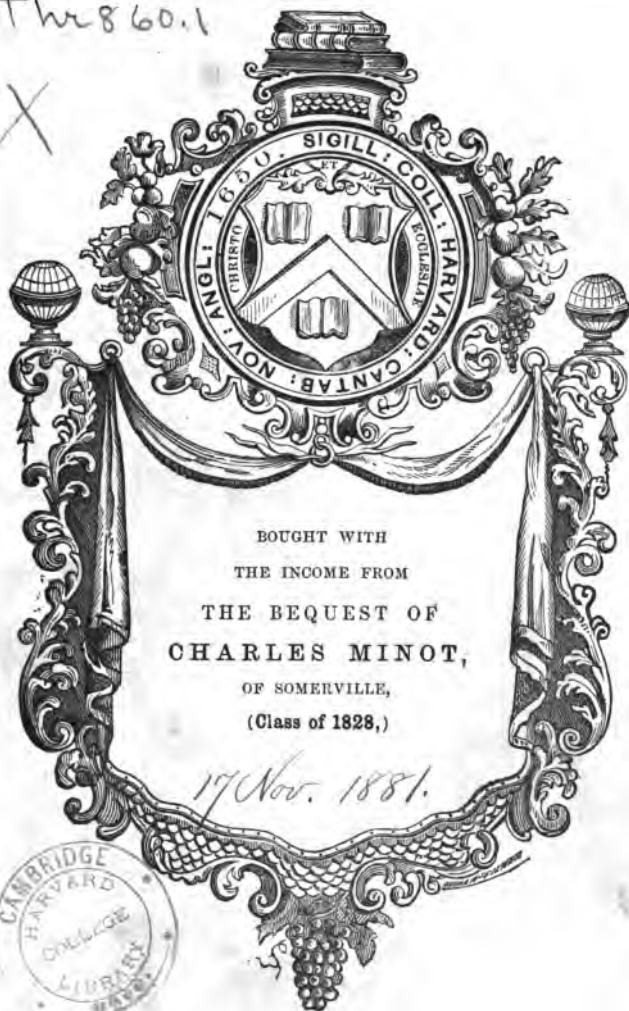 Thr 860.1
X
SIGILL: COLL: HARVARD: CANTAB: NOV: ANGL: 1650.
ET
CHRISTO
ECCLESIAE
BOUGHT WITH
THE INCOME FROM
THE BEQUEST OF
CHARLES MINOT,
OF SOMERVILLE,
(Class of 1828,)
17 Nov. 1881.
CAMBRIDGE
HARVARD
COLLEGE
LIBRARY